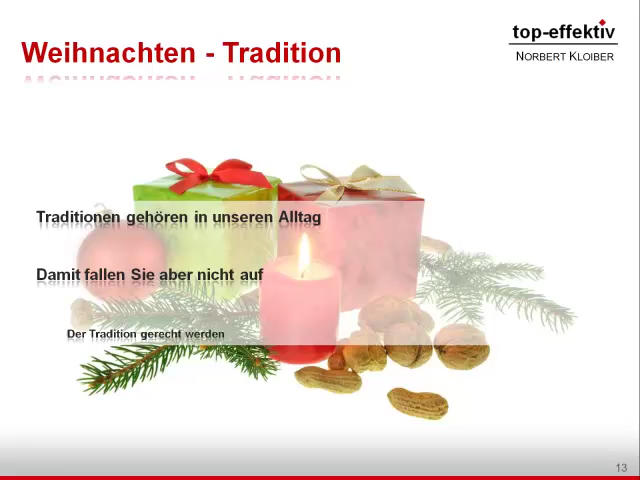 Weihnachten - Tradition
top-effektiv
NORBERT KLOIBER
Traditionen gehören in unseren Alltag
Damit fallen Sie aber nicht auf
Der Tradition gerecht werden
13